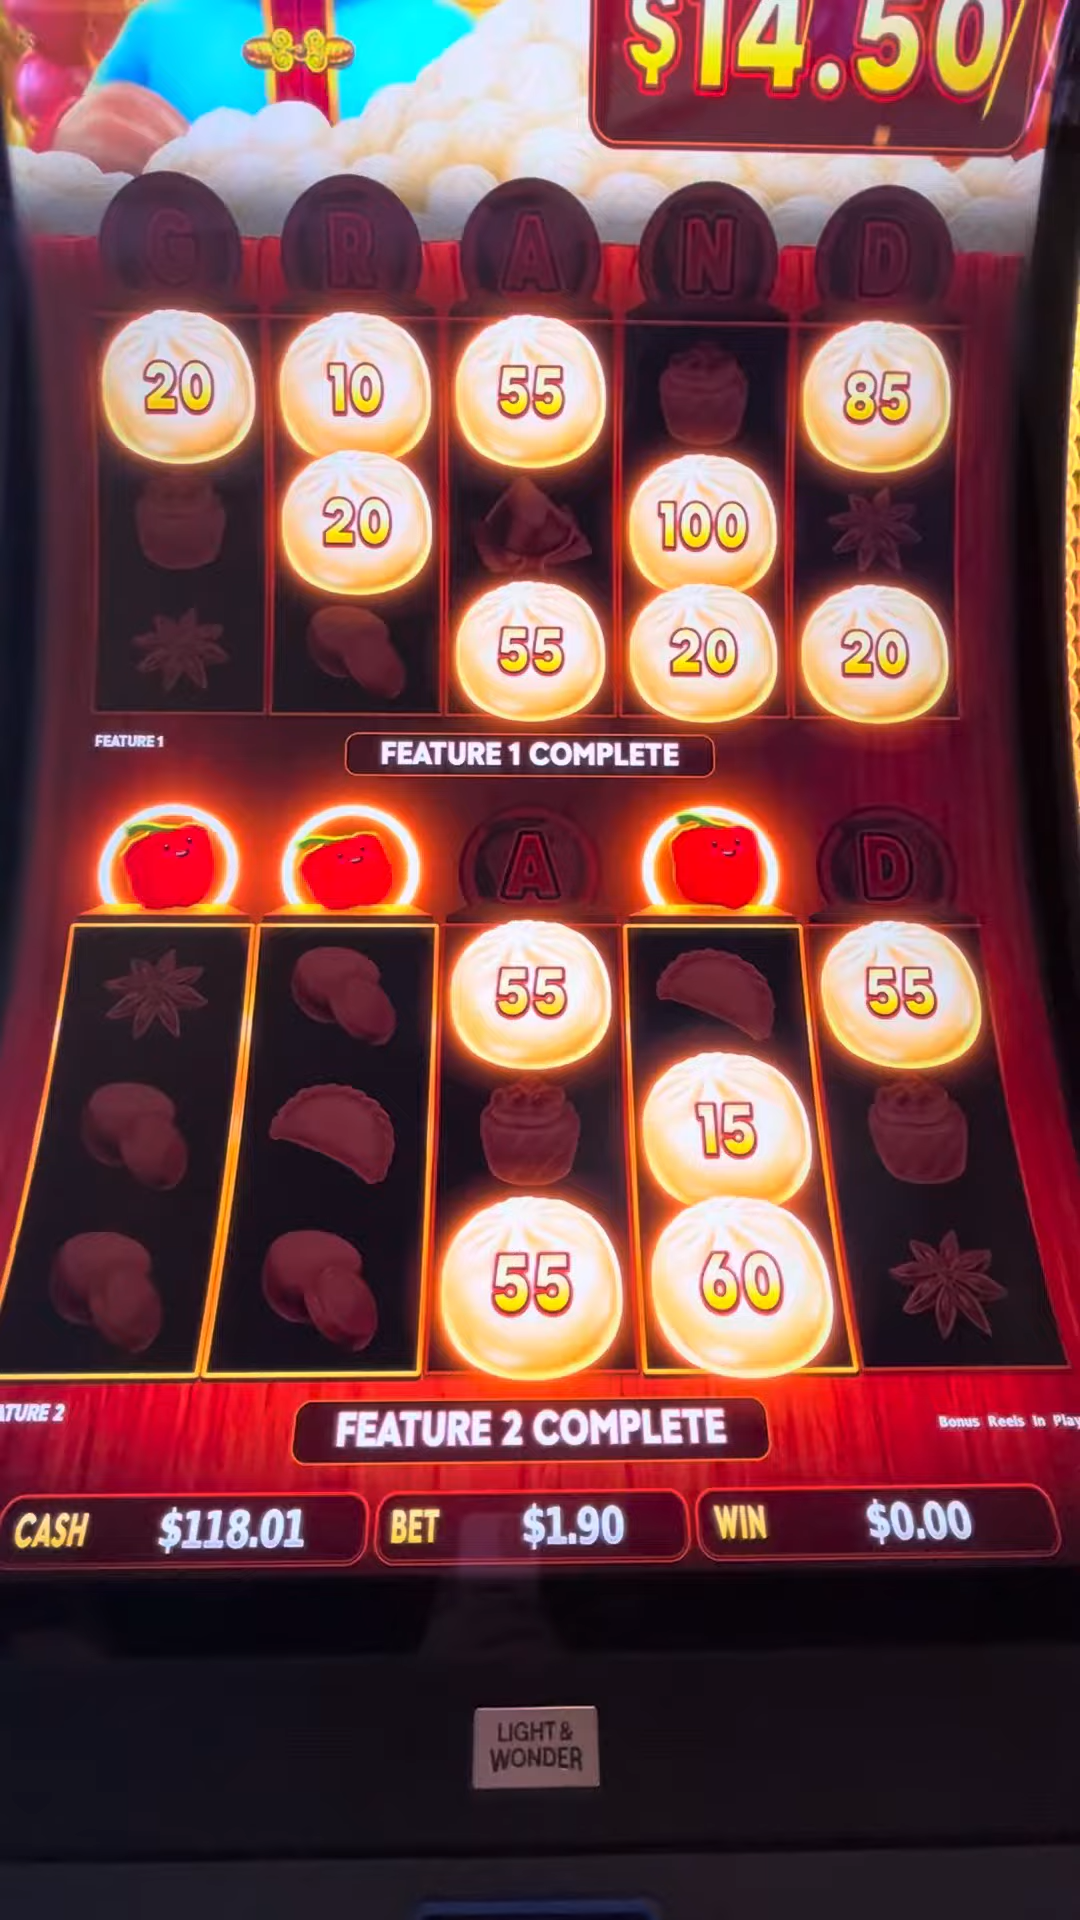 $14.50
G R A N D
20 10 55 85
20 100
55 20 20
FEATURE 1
FEATURE 1 COMPLETE
A D
55 55
15
55 60
ATURE 2
FEATURE 2 COMPLETE
Bonus Reels In Play
CASH $118.01 BET $1.90 WIN $0.00
LIGHT &
WONDER